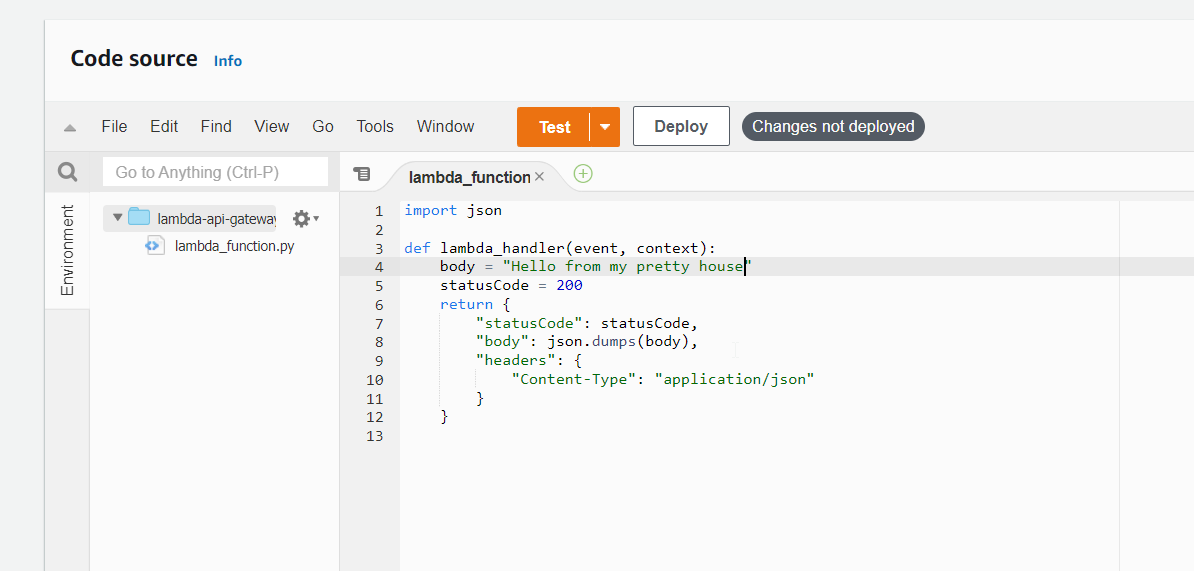 Code source Info
File Edit Find View Go Tools Window Test Deploy Changes not deployed
Go to Anything (Ctrl-P)
lambda_function
Environment
lambda-api-gateway
lambda_function.py
1 import json
2
3 def lambda_handler(event, context):
4 body = "Hello from my pretty house"
5 statusCode = 200
6 return {
7 "statusCode": statusCode,
8 "body": json.dumps(body),
9 "headers": {
10 "Content-Type": "application/json"
11 }
12 }
13